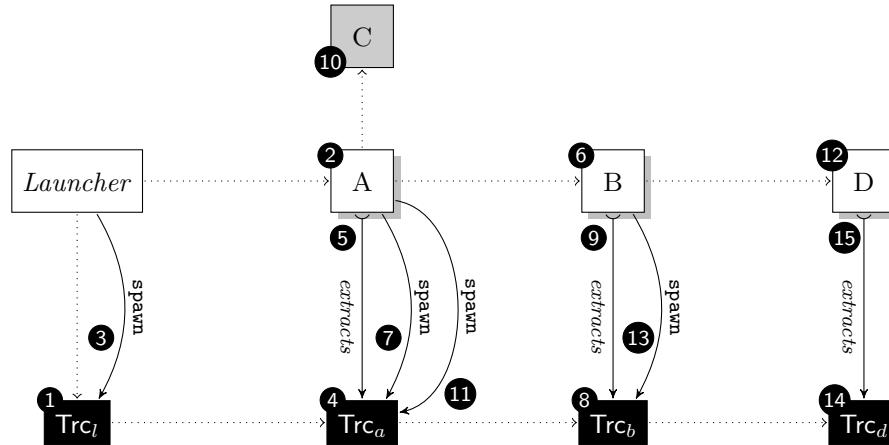 C
10
2
6
12
Launcher
A
B
D
5
9
15
spawn
extracts
spawn
spawn
extracts
spawn
extracts
3
7
13
11
1
4
8
14
Trc_l
Trc_a
Trc_b
Trc_d